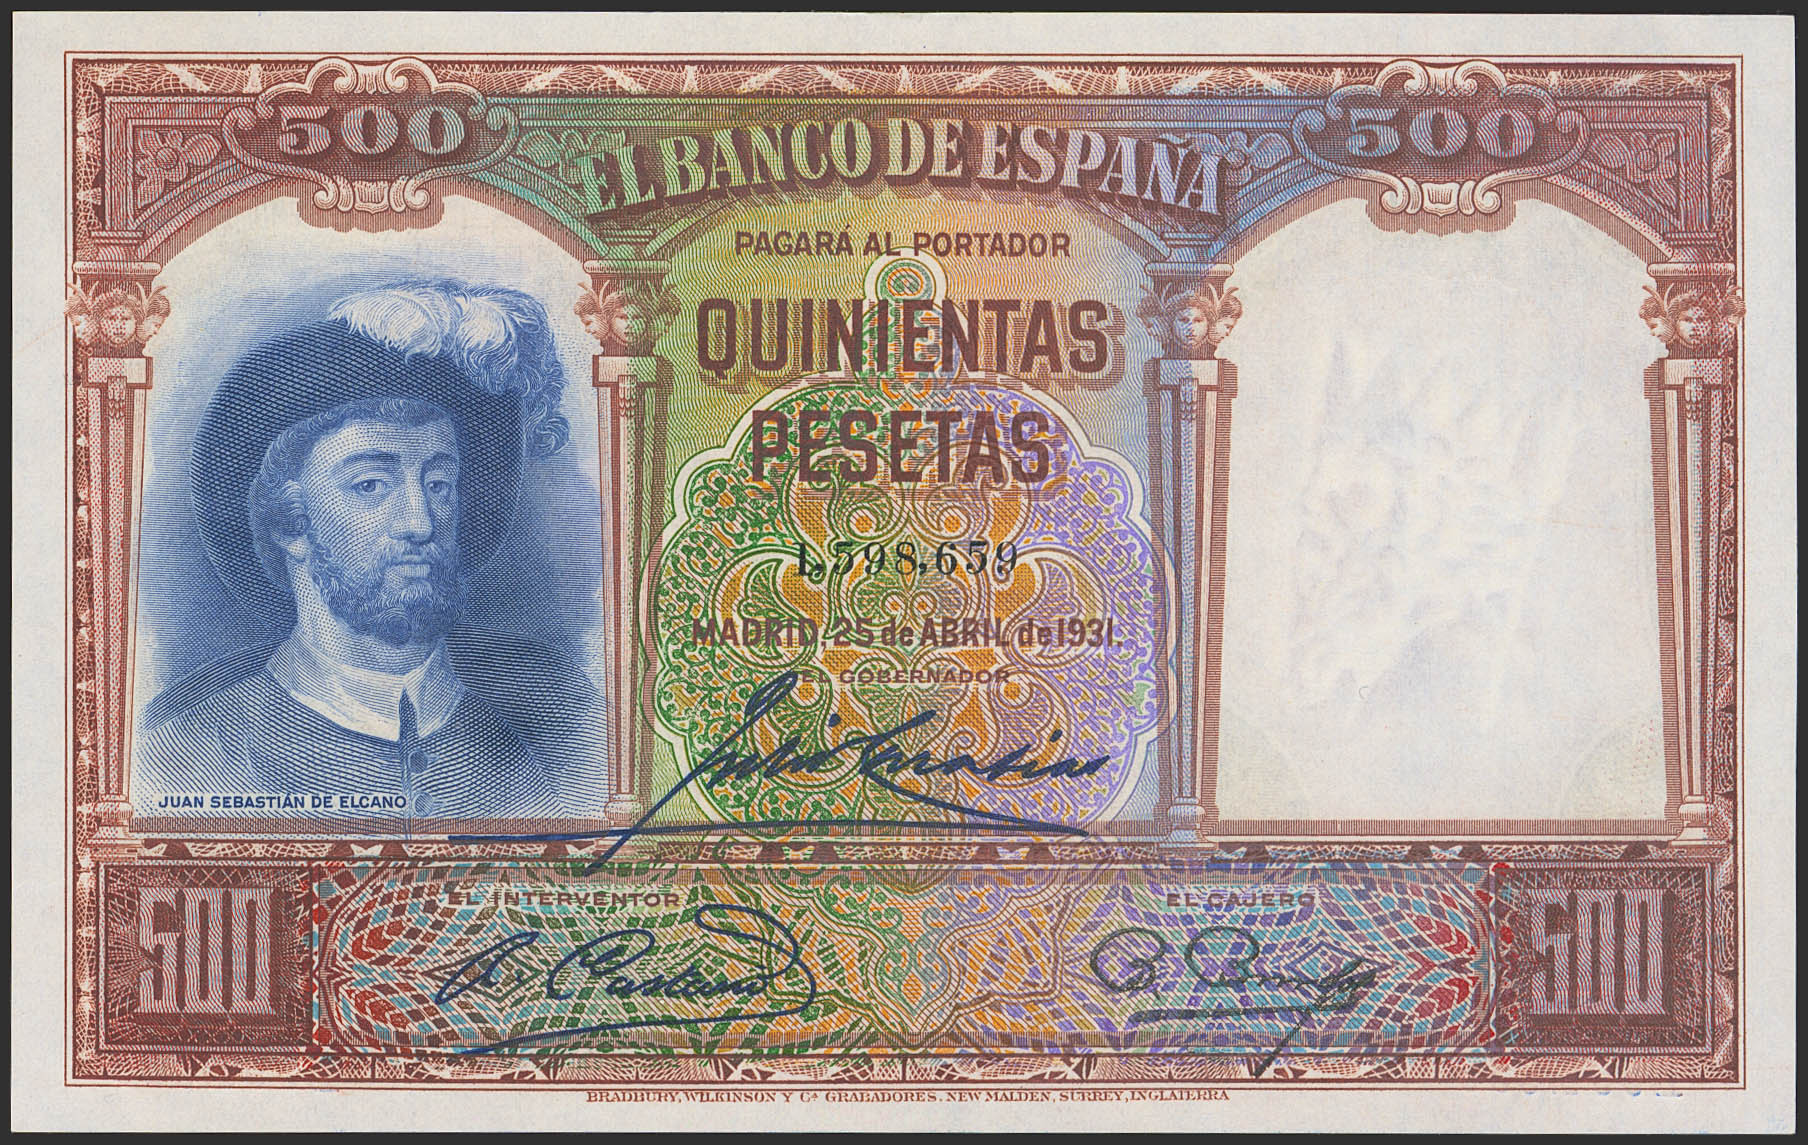 500
500
EL BANCO DE ESPAÑA
PAGARÁ AL PORTADOR
QUINIENTAS
PESETAS
1,598,659
MADRID, 25 de ABRIL de 1931.
EL GOBERNADOR
JUAN SEBASTIÁN DE ELCANO
EL INTERVENTOR
EL CAJERO
500
500
BRADBURY, WILKINSON Y Cª GRABADORES. NEW MALDEN, SURREY, INGLATERRA